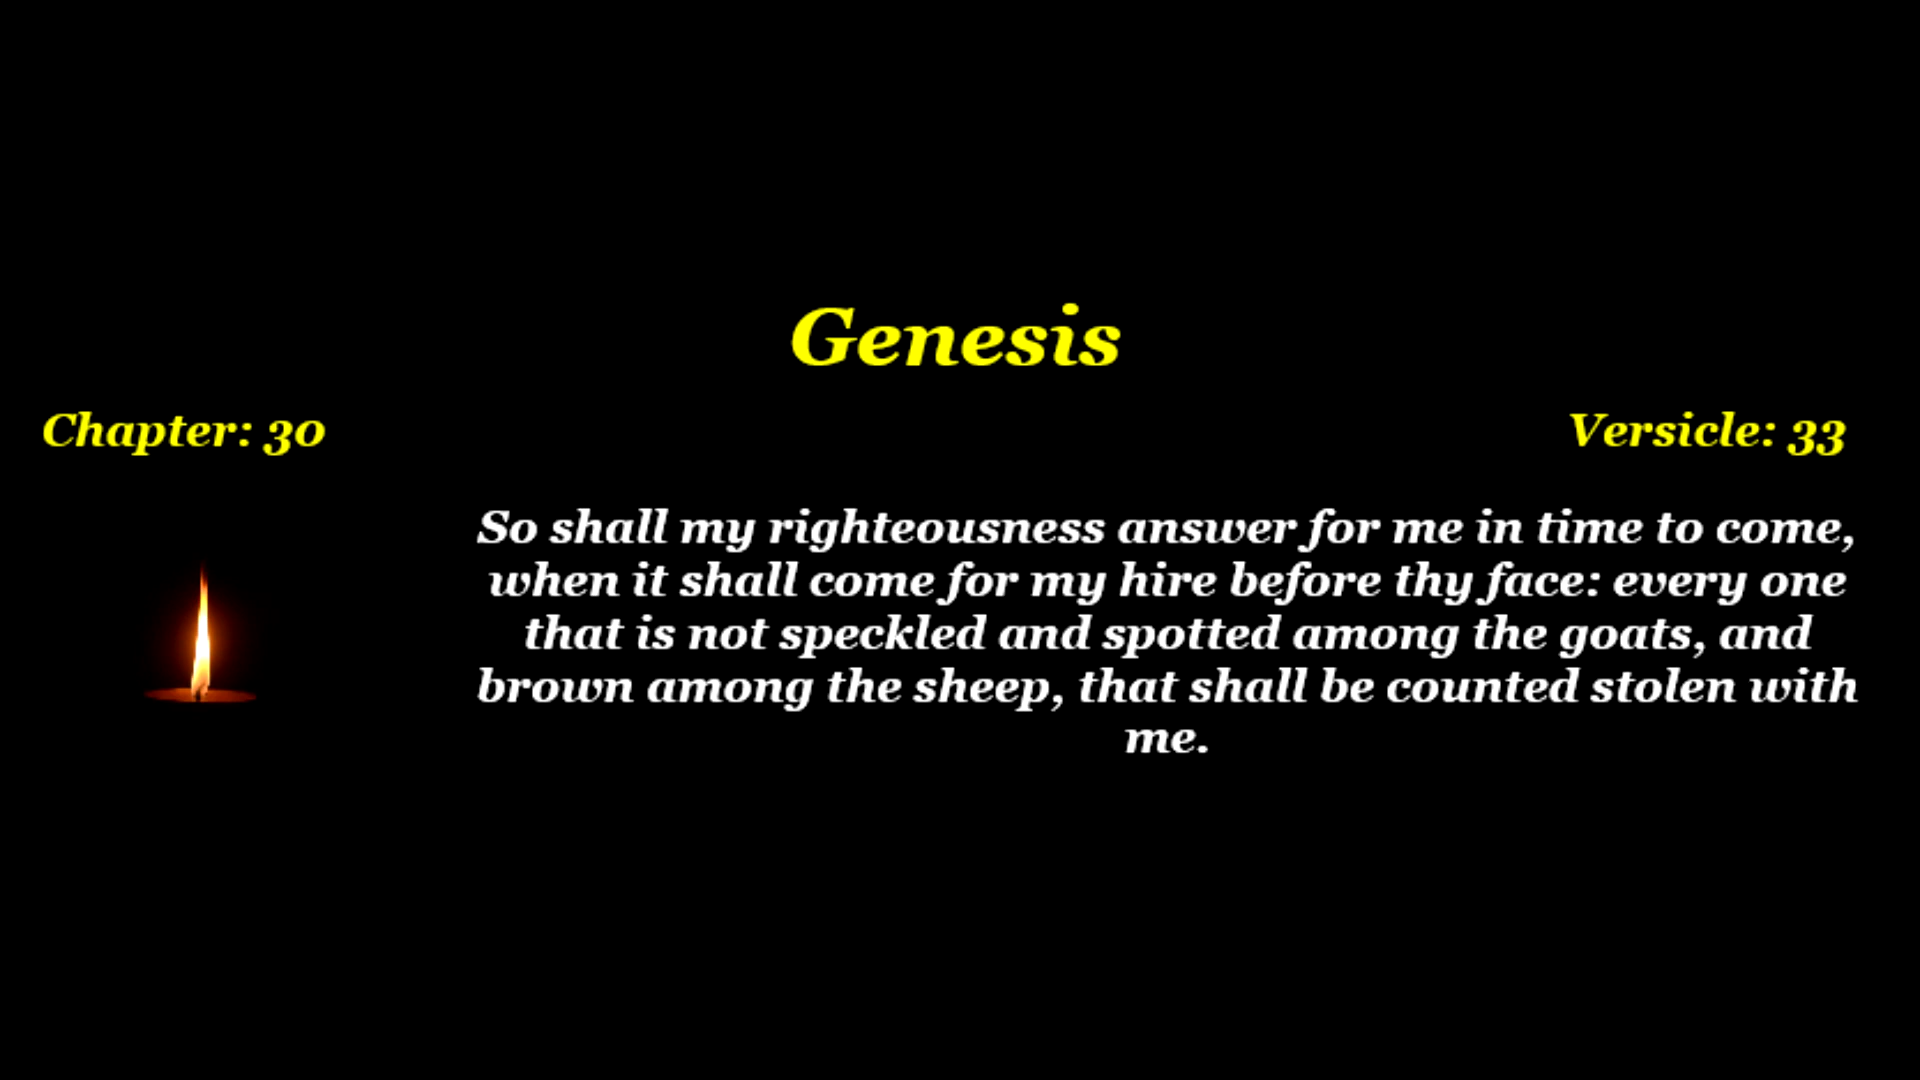 Genesis
Chapter: 30
Versicle: 33
So shall my righteousness answer for me in time to come,
when it shall come for my hire before thy face: every one
that is not speckled and spotted among the goats, and
brown among the sheep, that shall be counted stolen with
me.